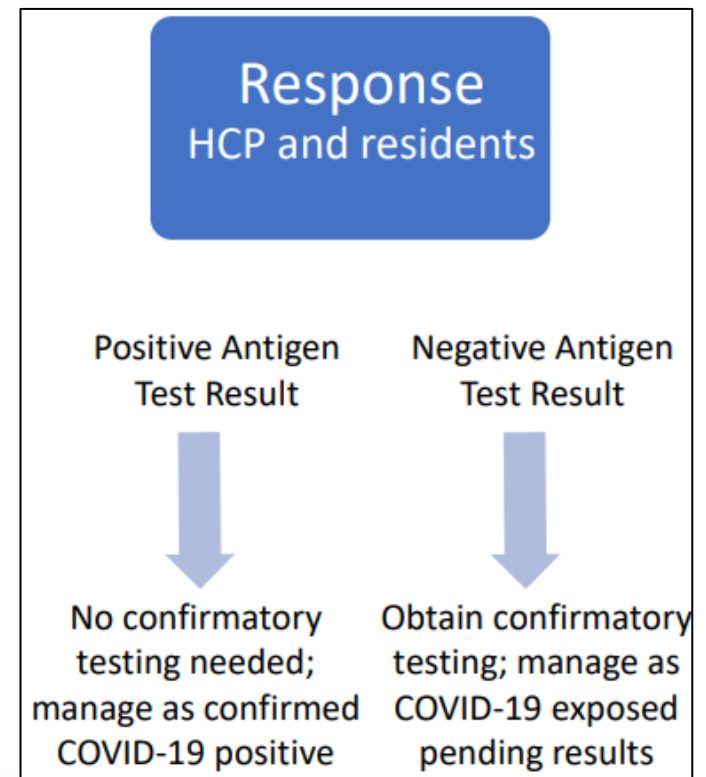 Response
HCP and residents
Positive Antigen
Test Result
Negative Antigen
Test Result
No confirmatory
testing needed;
manage as confirmed
COVID-19 positive
Obtain confirmatory
testing; manage as
COVID-19 exposed
pending results